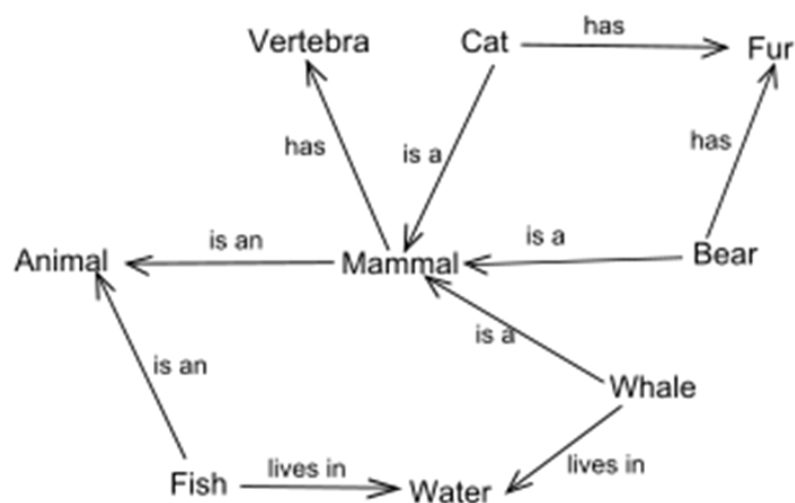 Vertebra
Cat
has
Fur
has
is a
has
Animal
is an
Mammal
is a
Bear
is an
is a
Whale
Fish
lives in
Water
lives in